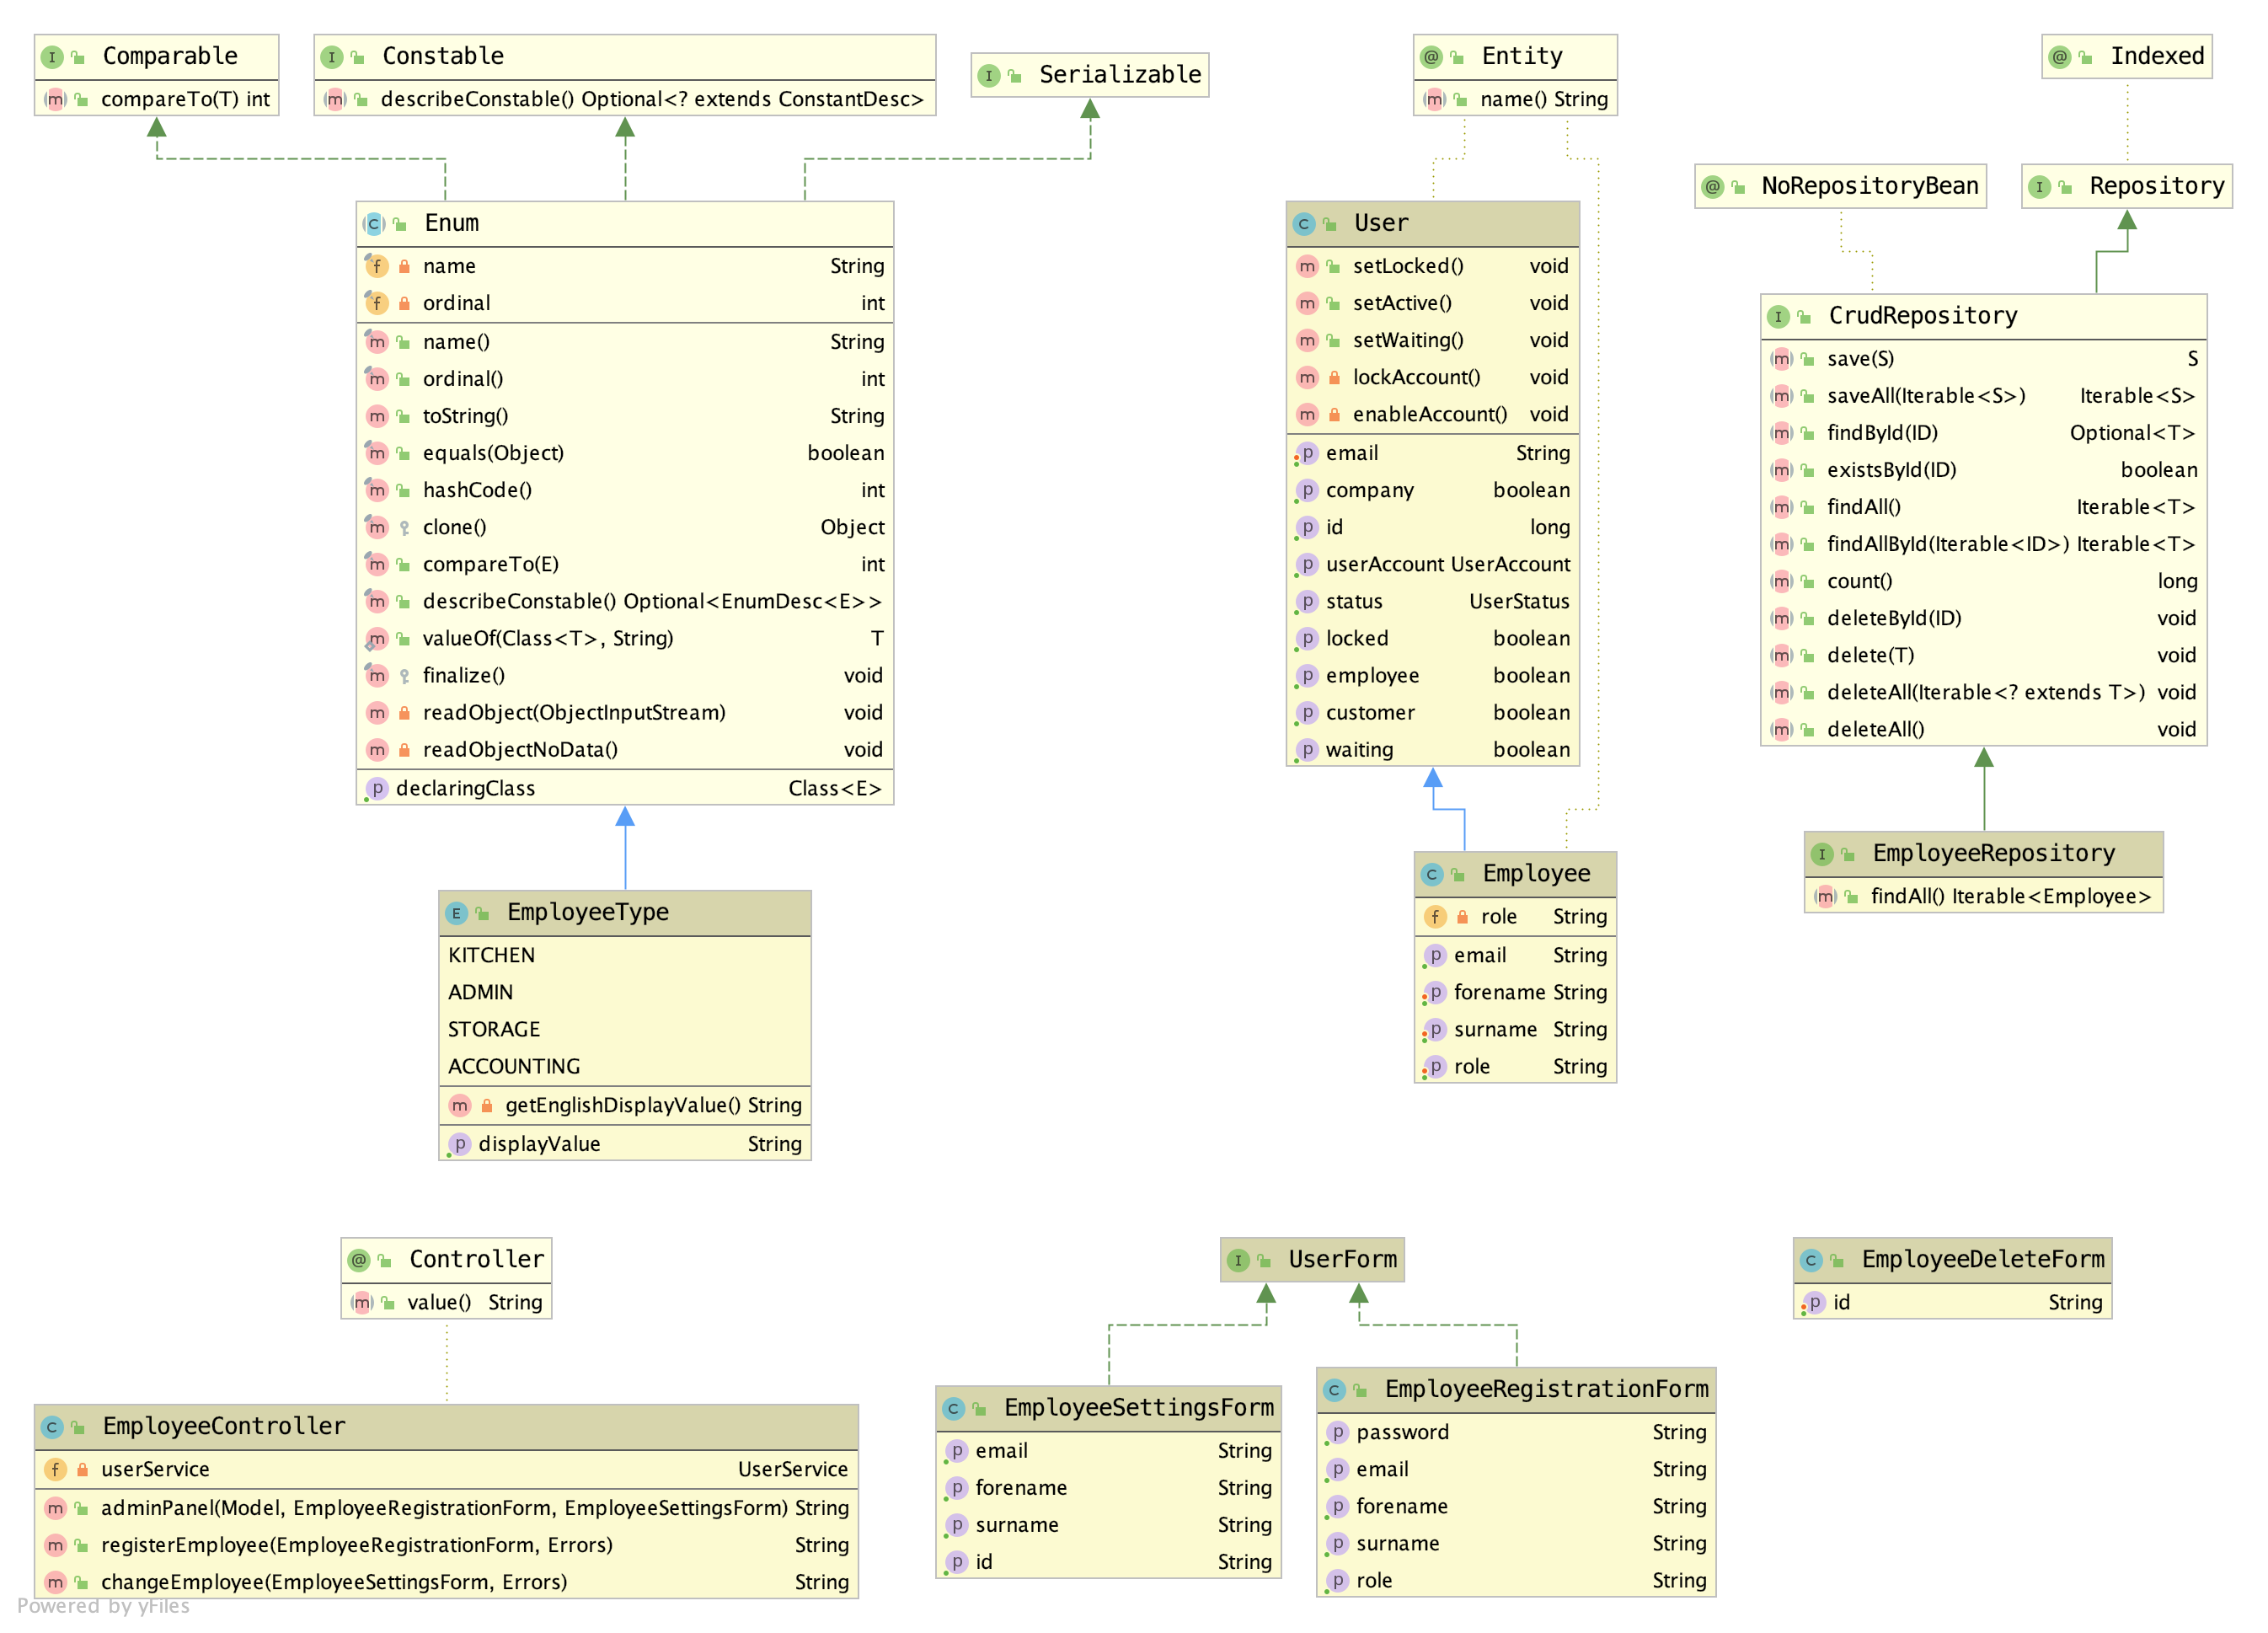 Comparable
compareTo(T) int
Constable
describeConstable() Optional<? extends ConstantDesc>
Serializable
Entity
name() String
Indexed
NoRepositoryBean
Repository
Enum
name String
ordinal int
name() String
ordinal() int
toString() String
equals(Object) boolean
hashCode() int
clone() Object
compareTo(E) int
describeConstable() Optional<EnumDesc<E>>
valueOf(Class<T>, String) T
finalize() void
readObject(ObjectInputStream) void
readObjectNoData() void
declaringClass Class<E>
User
setLocked() void
setActive() void
setWaiting() void
lockAccount() void
enableAccount() void
email String
company boolean
id long
userAccount UserAccount
status UserStatus
locked boolean
employee boolean
customer boolean
waiting boolean
CrudRepository
save(S) S
saveAll(Iterable<S>) Iterable<S>
findById(ID) Optional<T>
existsById(ID) boolean
findAll() Iterable<T>
findAllById(Iterable<ID>) Iterable<T>
count() long
deleteById(ID) void
delete(T) void
deleteAll(Iterable<? extends T>) void
deleteAll() void
EmployeeType
KITCHEN
ADMIN
STORAGE
ACCOUNTING
getEnglishDisplayValue() String
displayValue String
Employee
role String
email String
forename String
surname String
role String
EmployeeRepository
findAll() Iterable<Employee>
Controller
value() String
EmployeeController
userService UserService
adminPanel(Model, EmployeeRegistrationForm, EmployeeSettingsForm) String
registerEmployee(EmployeeRegistrationForm, Errors) String
changeEmployee(EmployeeSettingsForm, Errors) String
UserForm
EmployeeSettingsForm
email String
forename String
surname String
id String
EmployeeRegistrationForm
password String
email String
forename String
surname String
role String
EmployeeDeleteForm
id String
Powered by yFiles